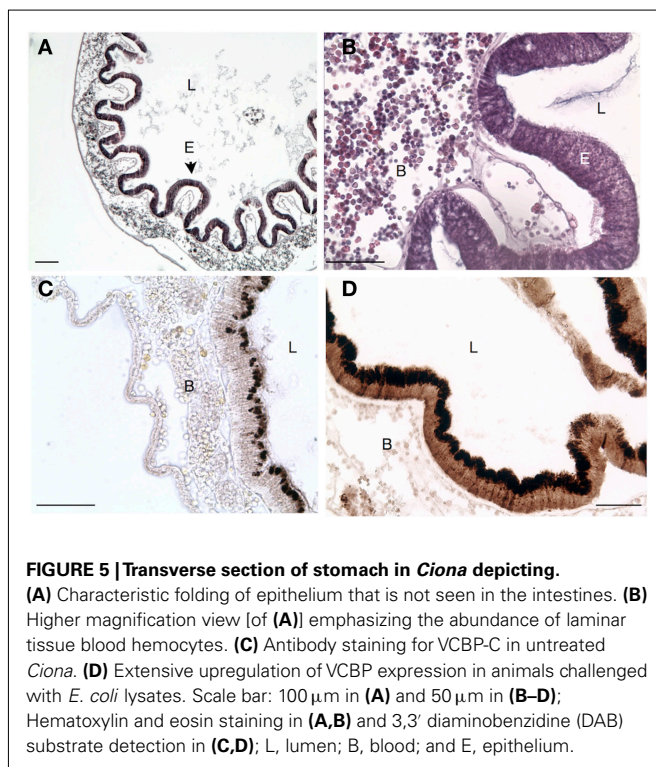 A
B
L
E
L
B
E
C
D
L
B
L
B
FIGURE 5 | Transverse section of stomach in Ciona depicting.
(A) Characteristic folding of epithelium that is not seen in the intestines. (B)
Higher magnification view [of (A)] emphasizing the abundance of laminar
tissue blood hemocytes. (C) Antibody staining for VCBP-C in untreated
Ciona. (D) Extensive upregulation of VCBP expression in animals challenged
with E. coli lysates. Scale bar: 100 μm in (A) and 50 μm in (B–D);
Hematoxylin and eosin staining in (A,B) and 3,3′ diaminobenzidine (DAB)
substrate detection in (C,D); L, lumen; B, blood; and E, epithelium.